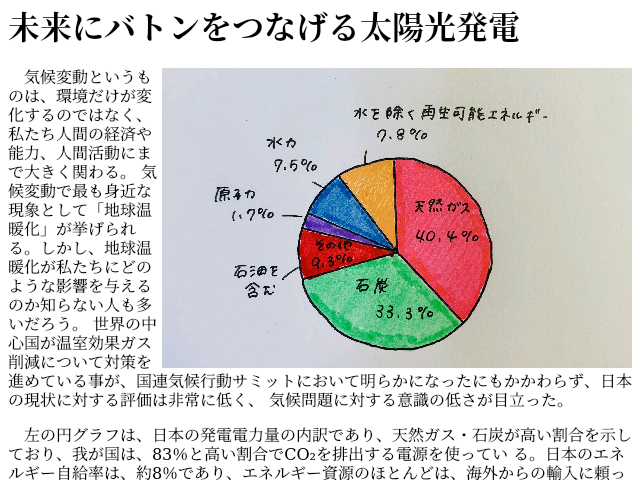 未来にバトンをつなげる太陽光発電
　気候変動というも
のは、環境だけが変
化するのではなく、
私たち人間の経済や
能力、人間活動にま
で大きく関わる。 気
候変動で最も身近な
現象として「地球温
暖化」が挙げられ
る。しかし、地球温
暖化が私たちにどの
ような影響を与える
のか知らない人も多
いだろう。 世界の中
心国が温室効果ガス
削減について対策を
進めている事が、国連気候行動サミットにおいて明らかになったにもかかわらず、日本
の現状に対する評価は非常に低く、 気候問題に対する意識の低さが目立った。
水を除く再生可能エネルギー
7.8%
水力
7.5%
原子力
1.7%
その他
9.3%
石油を
含む
天然ガス
40.4%
石炭
33.3%
　左の円グラフは、日本の発電電力量の内訳であり、天然ガス・石炭が高い割合を示し
ており、我が国は、83％と高い割合でCO₂を排出する電源を使ってい る。日本のエネ
ルギー自給率は、約8％であり、エネルギー資源のほとんどは、海外からの輸入に頼っ